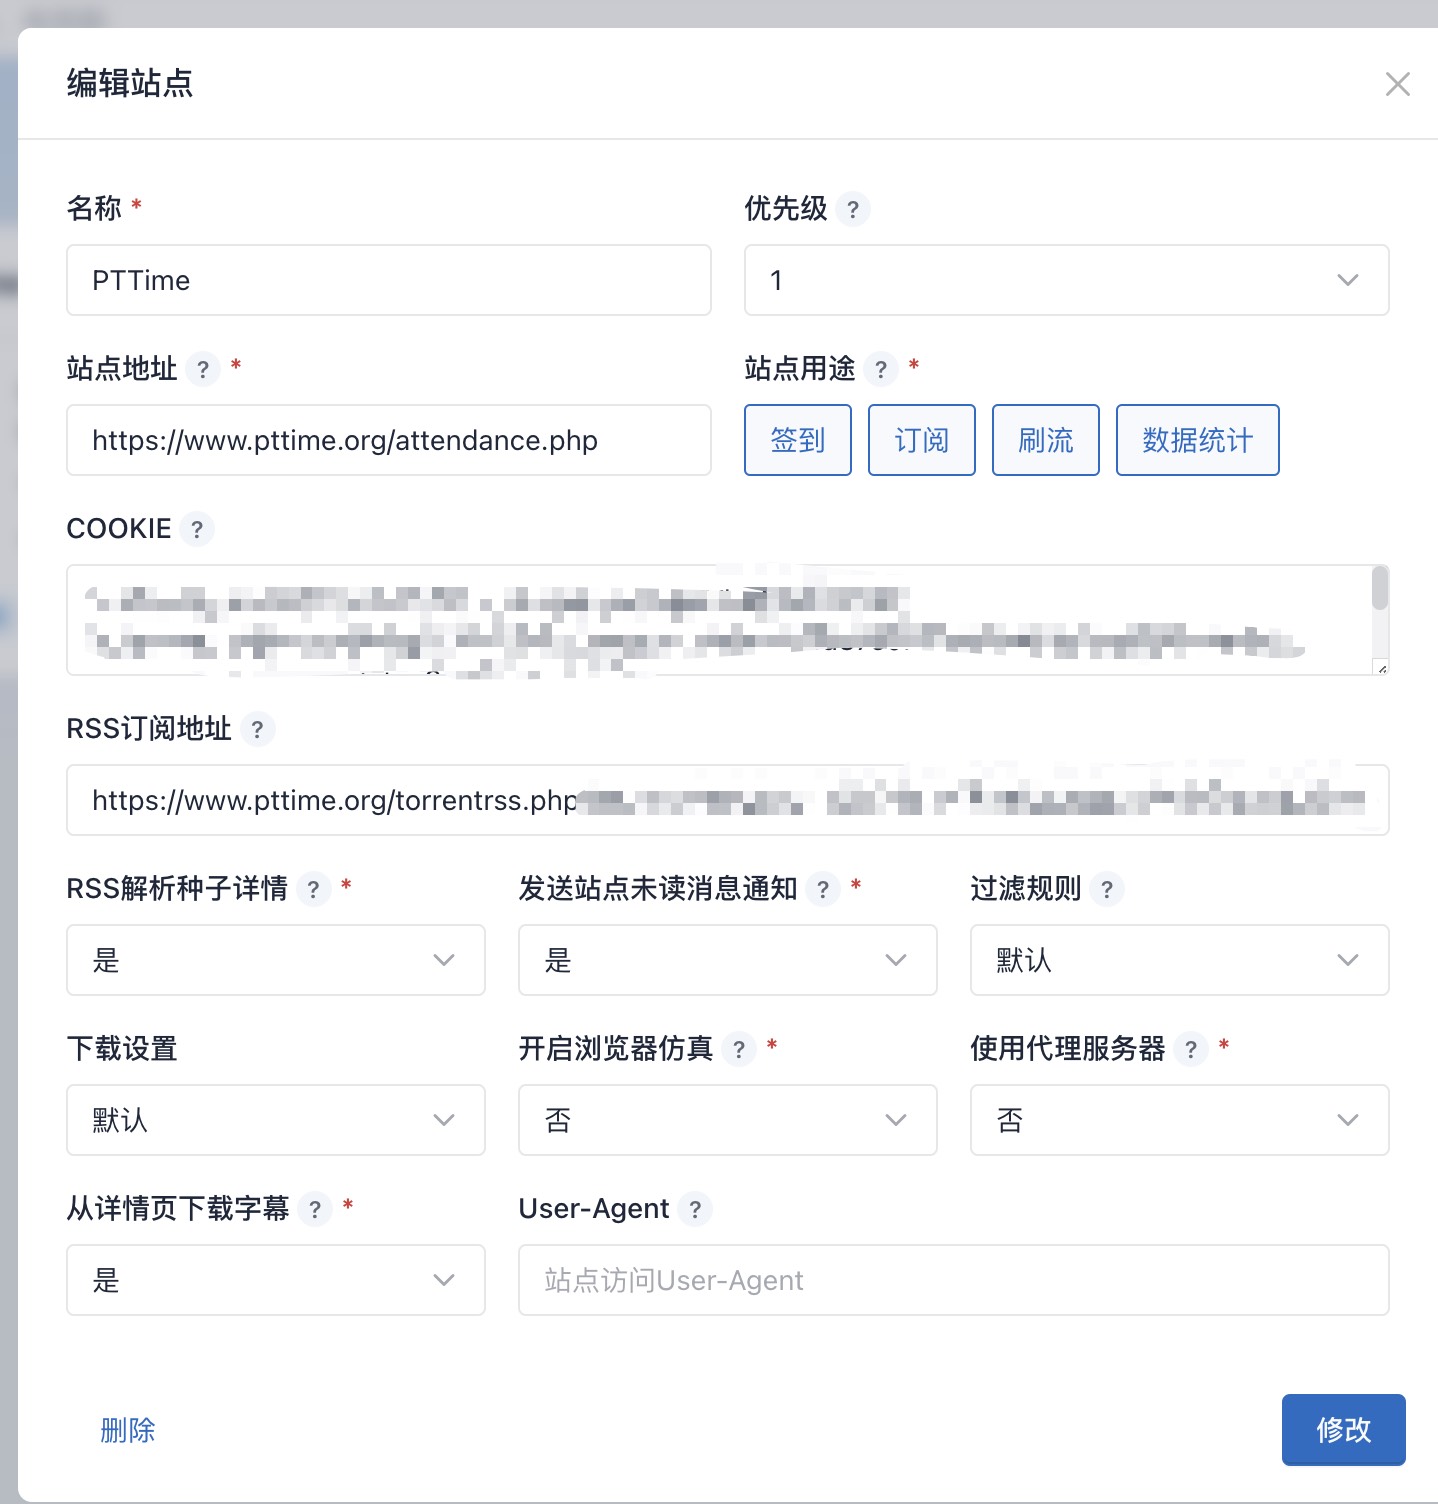 编辑站点
名称 *
优先级 ?
PTTime
1
站点地址 ? *
站点用途 ? *
https://www.pttime.org/attendance.php
签到 订阅 刷流 数据统计
COOKIE ?
RSS订阅地址 ?
https://www.pttime.org/torrentrss.php
RSS解析种子详情 ? *
发送站点未读消息通知 ? *
过滤规则 ?
是
是
默认
下载设置
开启浏览器仿真 ? *
使用代理服务器 ? *
默认
否
否
从详情页下载字幕 ? *
User-Agent ?
是
站点访问User-Agent
删除
修改